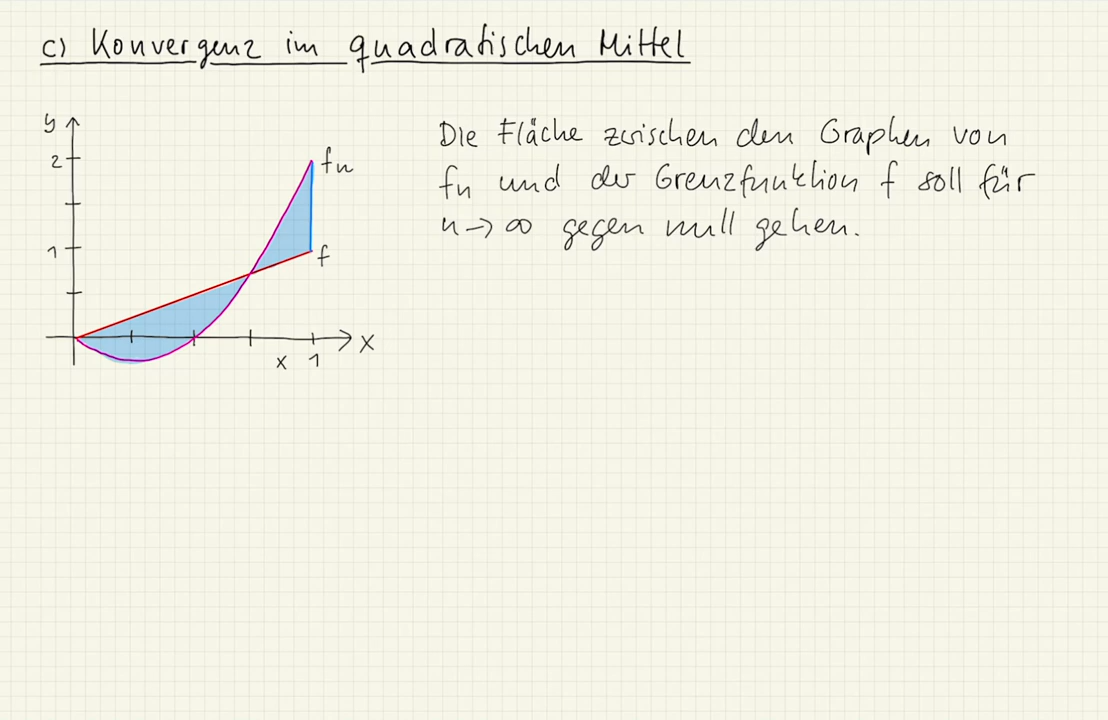 c) Konvergenz im quadratischen Mittel
Die Fläche zwischen den Graphen von
fn und der Grenzfunktion f soll für
n → ∞ gegen null gehen.
y
2
fn
1
f
x
x 1